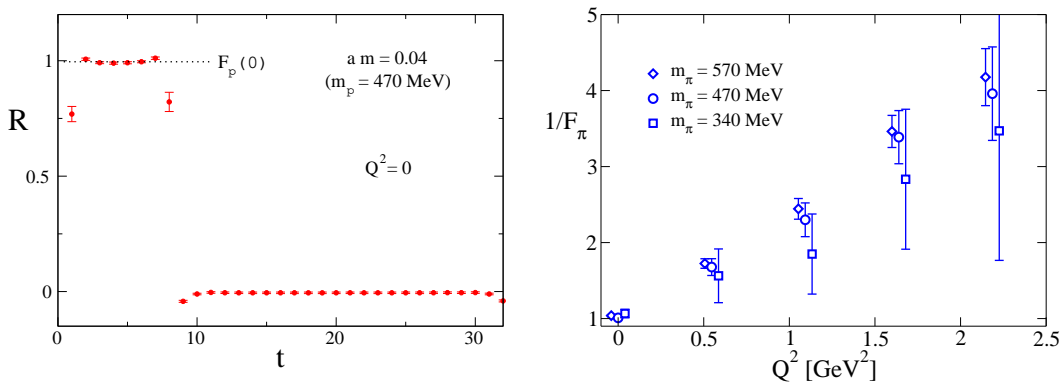 1
0.5
0
R
0
10
20
30
t
F_p(0)
a m = 0.04
(m_p = 470 MeV)
Q^2 = 0
5
4
3
2
1
1/F_π
m_π = 570 MeV
m_π = 470 MeV
m_π = 340 MeV
0
0.5
1
1.5
2
2.5
Q^2 [GeV^2]